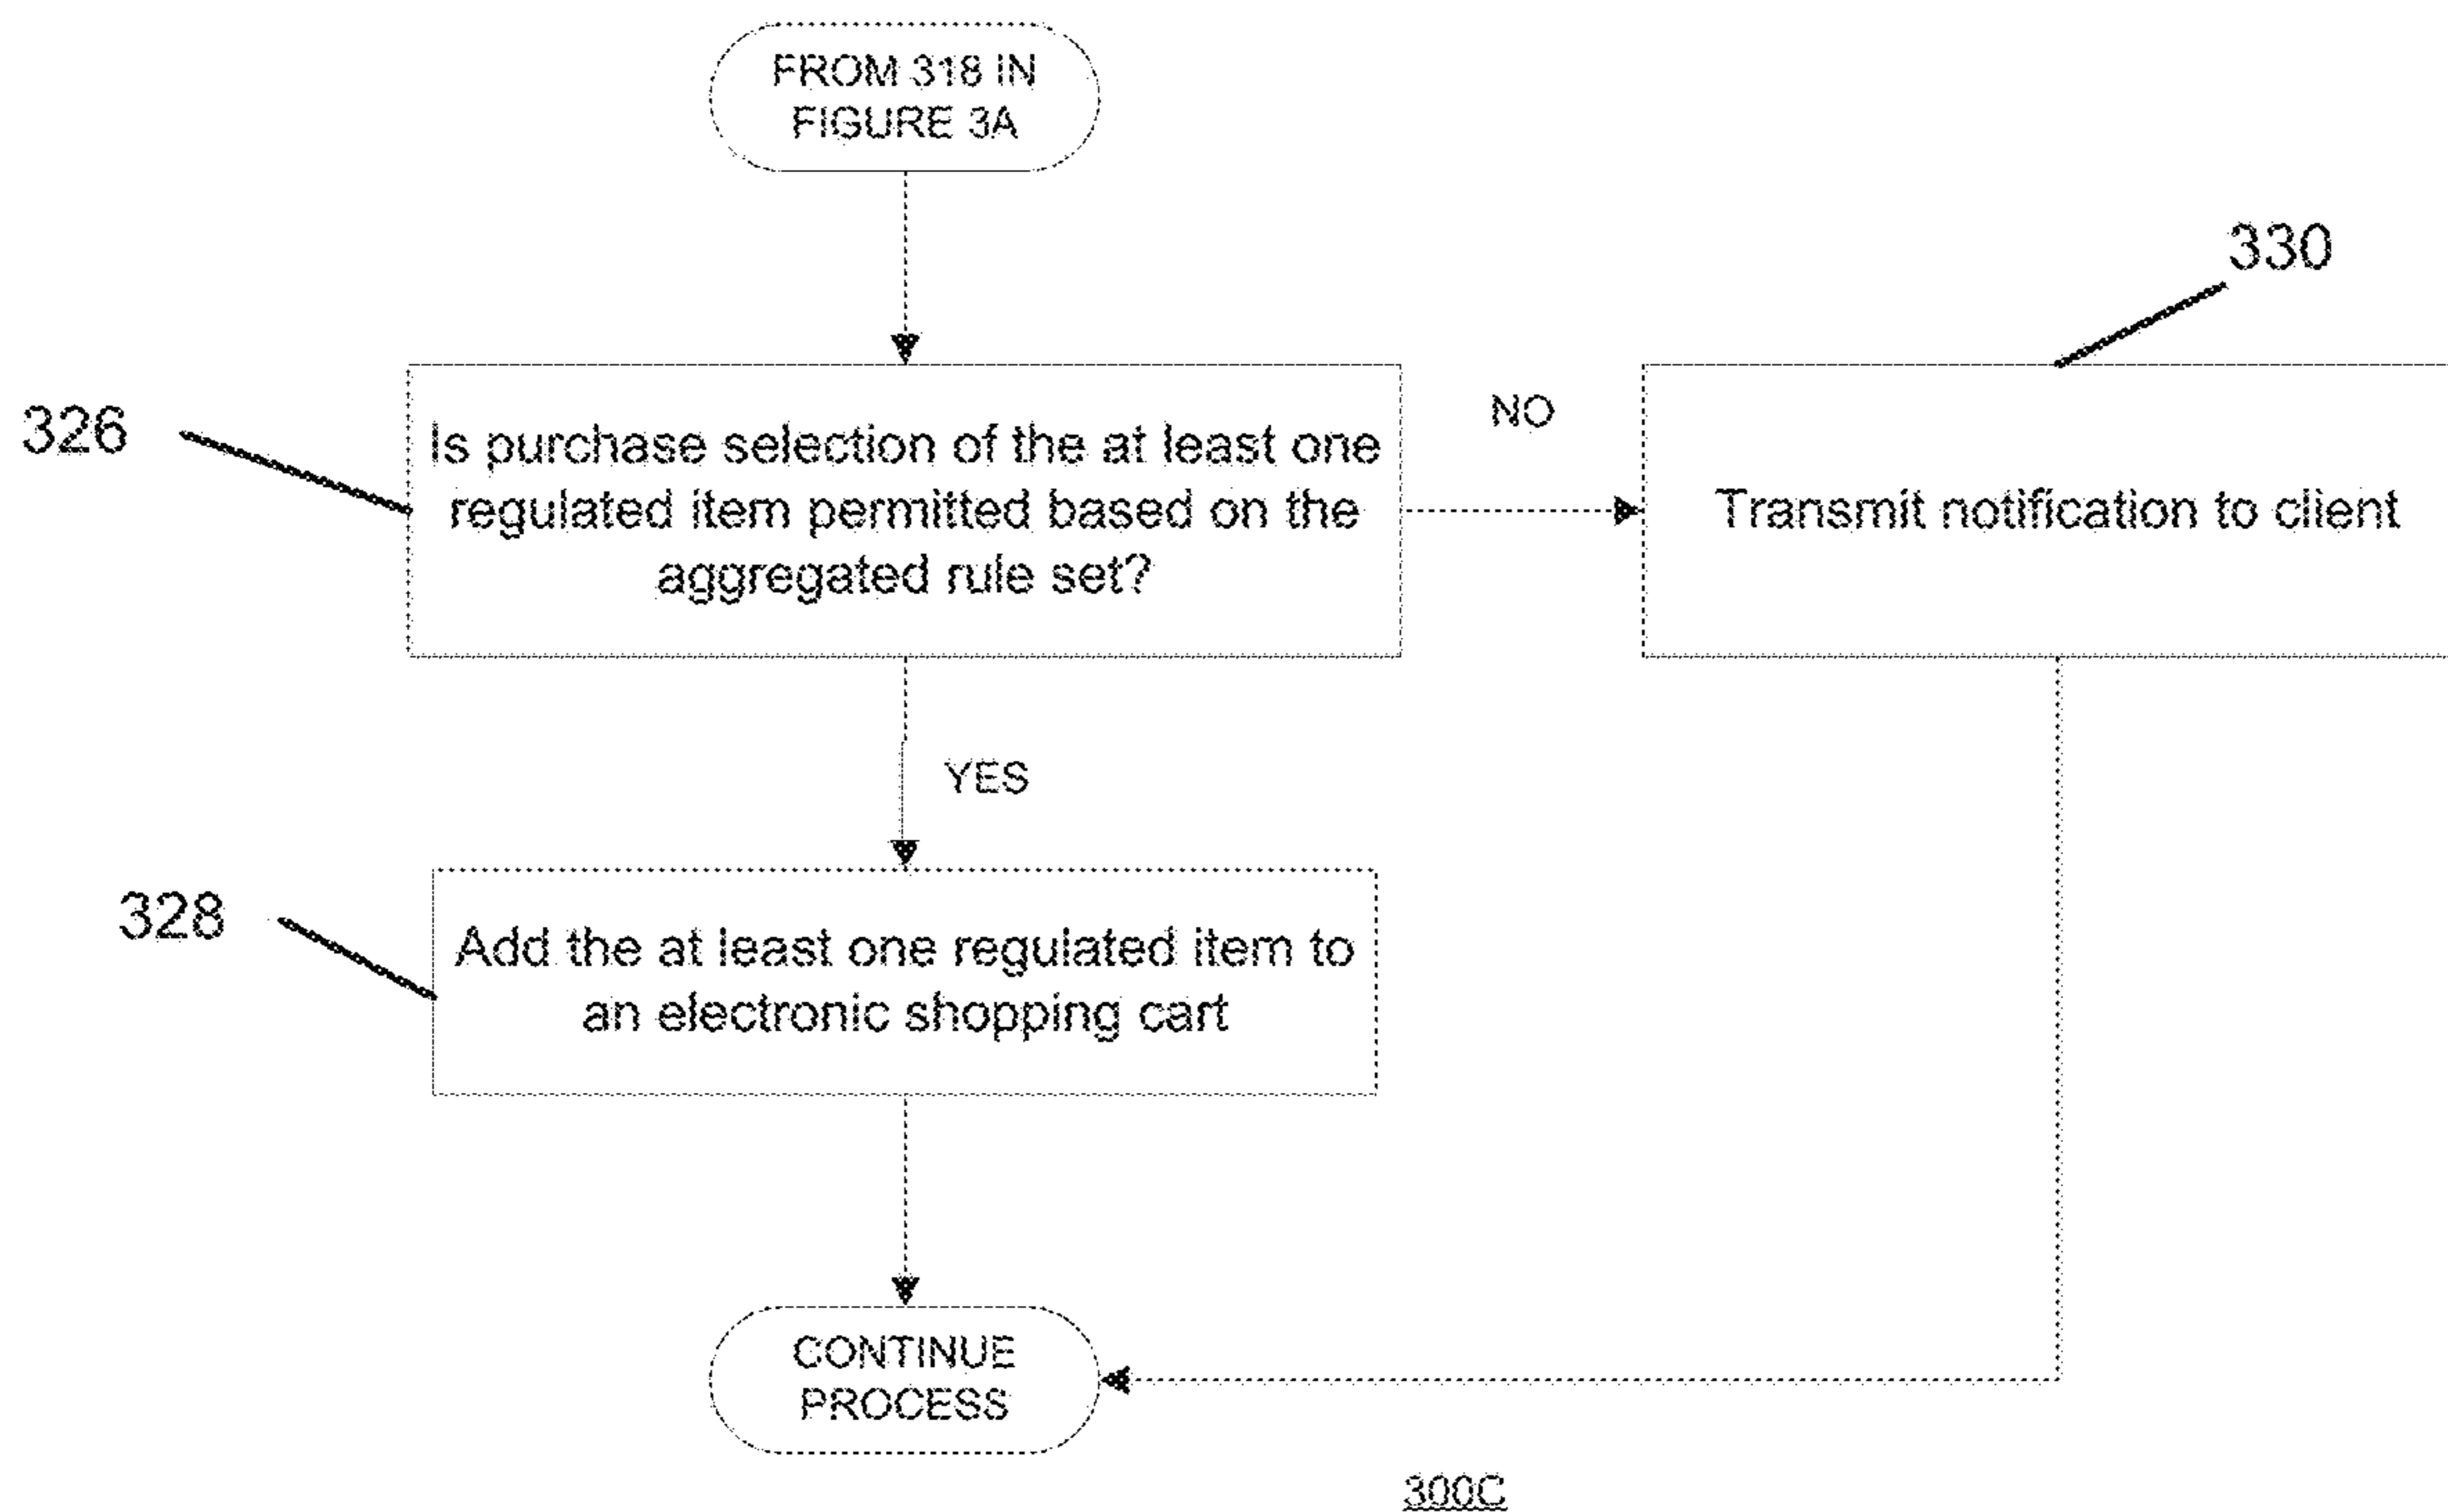 FROM 318 IN
FIGURE 3A
330
326
Is purchase selection of the at least one
regulated item permitted based on the
aggregated rule set?
NO
Transmit notification to client
YES
328
Add the at least one regulated item to
an electronic shopping cart
CONTINUE
PROCESS
300C